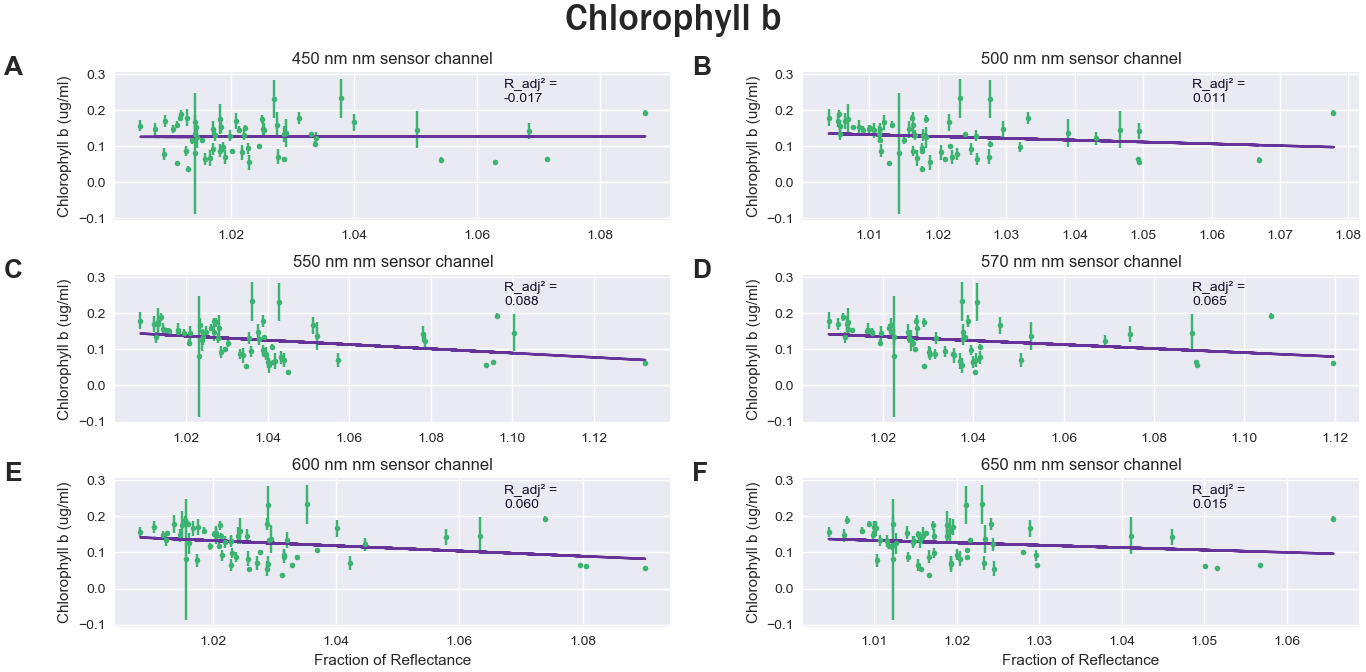 Chlorophyll b
A
450 nm nm sensor channel
Chlorophyll b (ug/ml)
0.3
0.2
0.1
0.0
−0.1
R_adj² =
-0.017
1.02
1.04
1.06
1.08
B
500 nm nm sensor channel
Chlorophyll b (ug/ml)
0.3
0.2
0.1
0.0
−0.1
R_adj² =
0.011
1.01
1.02
1.03
1.04
1.05
1.06
1.07
1.08
C
550 nm nm sensor channel
Chlorophyll b (ug/ml)
0.3
0.2
0.1
0.0
−0.1
R_adj² =
0.088
1.02
1.04
1.06
1.08
1.10
1.12
D
570 nm nm sensor channel
Chlorophyll b (ug/ml)
0.3
0.2
0.1
0.0
−0.1
R_adj² =
0.065
1.02
1.04
1.06
1.08
1.10
1.12
E
600 nm nm sensor channel
Chlorophyll b (ug/ml)
0.3
0.2
0.1
0.0
−0.1
R_adj² =
0.060
1.02
1.04
1.06
1.08
Fraction of Reflectance
F
650 nm nm sensor channel
Chlorophyll b (ug/ml)
0.3
0.2
0.1
0.0
−0.1
R_adj² =
0.015
1.01
1.02
1.03
1.04
1.05
1.06
Fraction of Reflectance